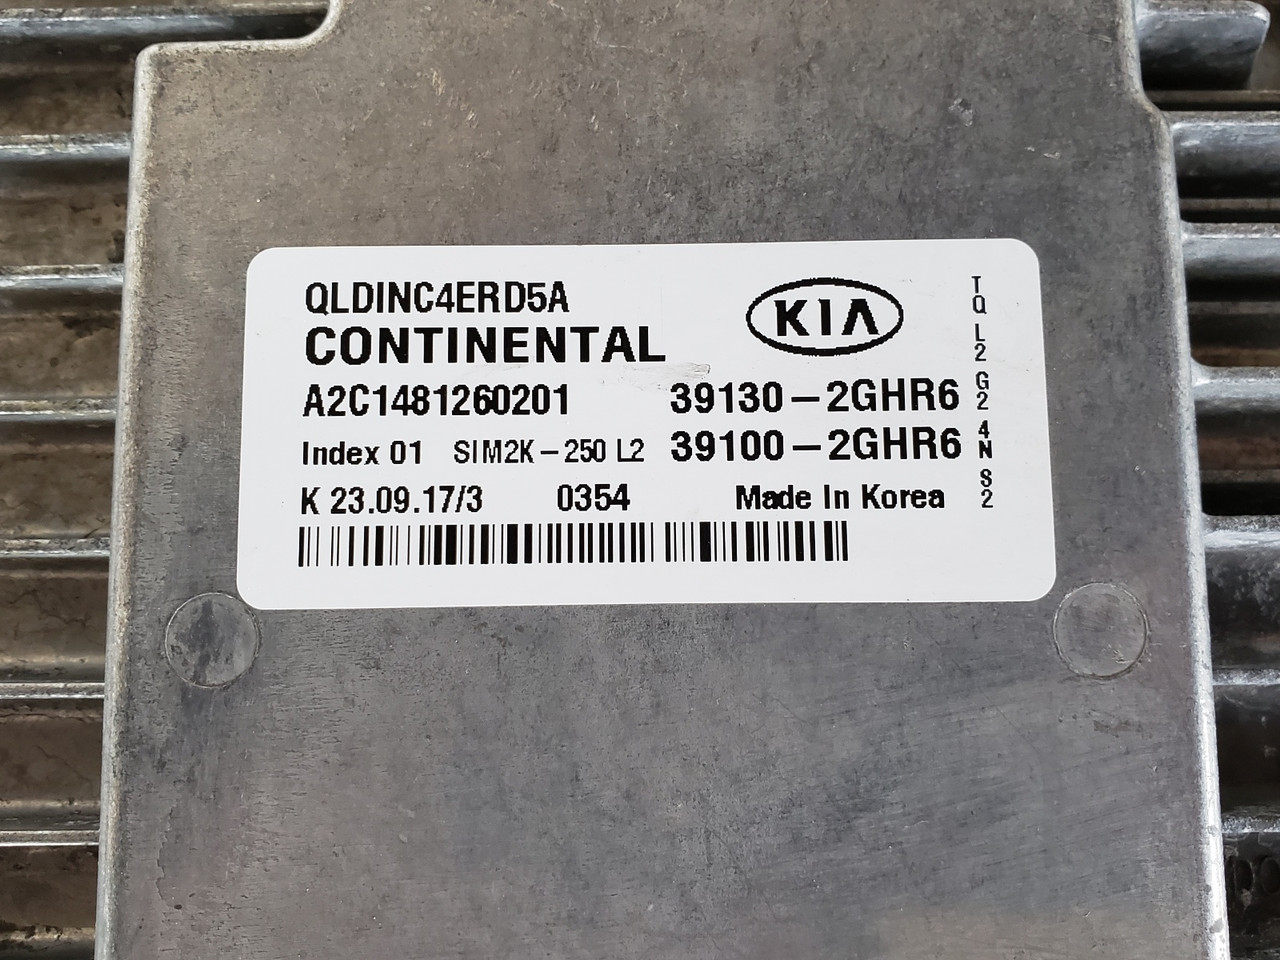 QLDINC4ERD5A
CONTINENTAL
KIA
A2C1481260201 39130-2GHR6
Index 01 SIM2K-250 L2 39100-2GHR6
K 23.09.17/3 0354 Made In Korea
TQ L2 G2 4N S2